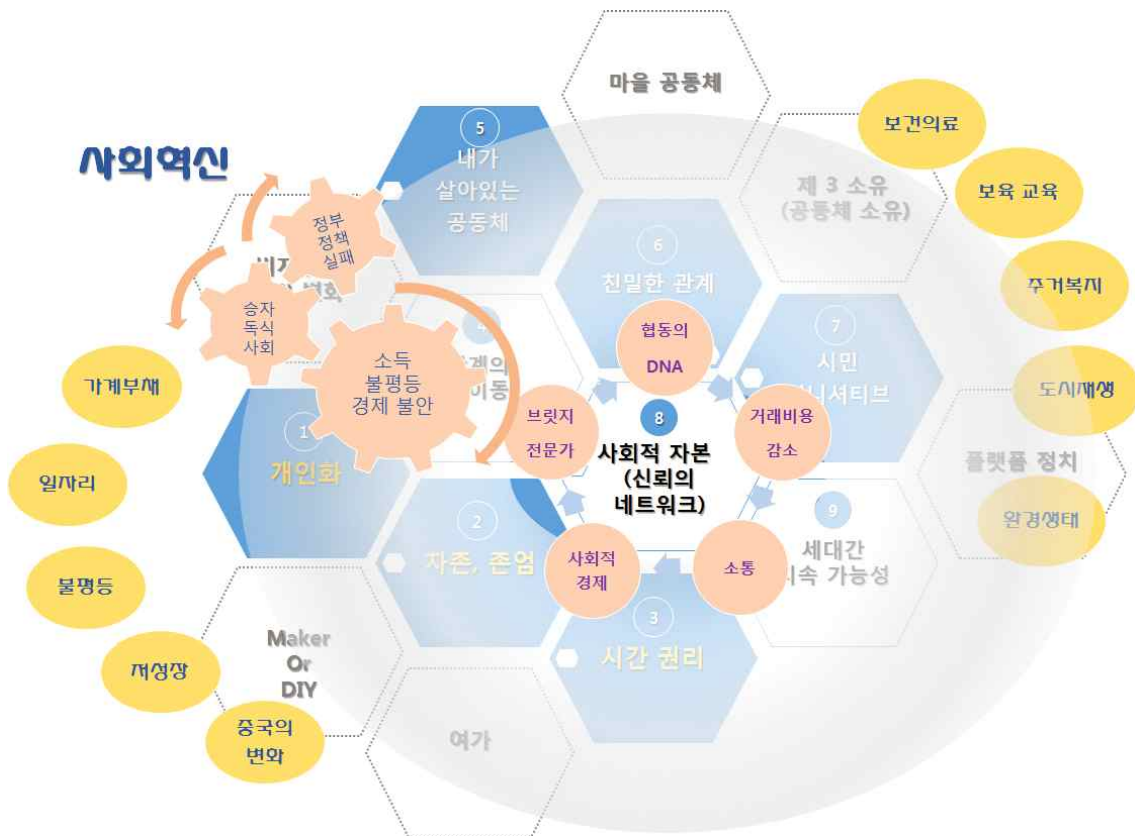 마을 공동체
사회혁신
5
내가
살아있는
공동체
보건의료
제 3 소유
(공동체 소유)
보육 교육
정부
정책
실패
변화
6
친밀한 관계
주거복지
승자
독식
사회
4
소득
불평등
경제 불안
협동의
DNA
7
시민
가계부채
도시재생
1
개인화
브릿지
전문가
8
사회적 자본
(신뢰의
네트워크)
거래비용
감소
플랫폼 정치
일자리
환경생태
2
자존, 존엄
9
세대간
지속 가능성
사회적
경제
소통
불평등
3
시간 권리
Maker
Or
DIY
저성장
중국의
변화
여가